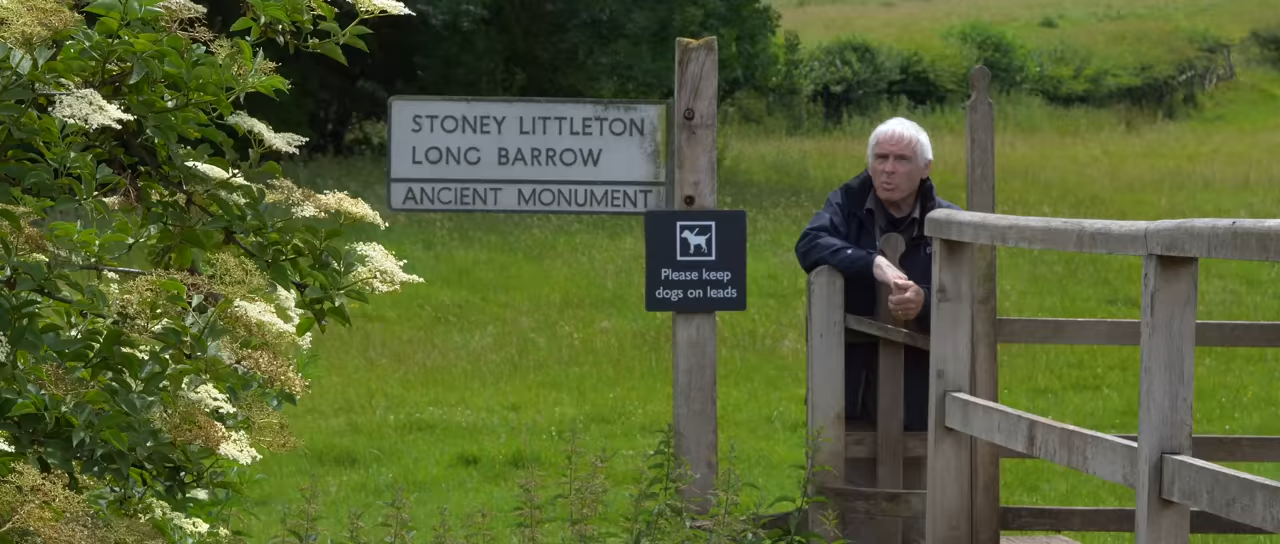 STONEY LITTLETON
LONG BARROW
ANCIENT MONUMENT
Please keep
dogs on leads